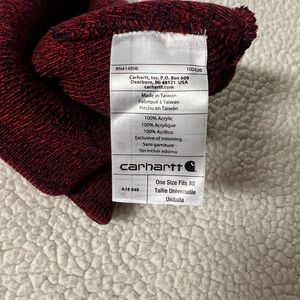 RN#14806 100428
Carhartt, Inc. P.O. Box 600
Dearborn, MI 48121 USA
carhartt.com
Made in Taiwan
Fabriqué à Taiwan
Hecho en Taiwán
100% Acrylic
100% Acrylique
100% Acrílico
Exclusive of trimming
Sans garniture
Sin incluir adorno
carhartt
A18 648
One Size Fits All
Taille Universelle
Unitalla